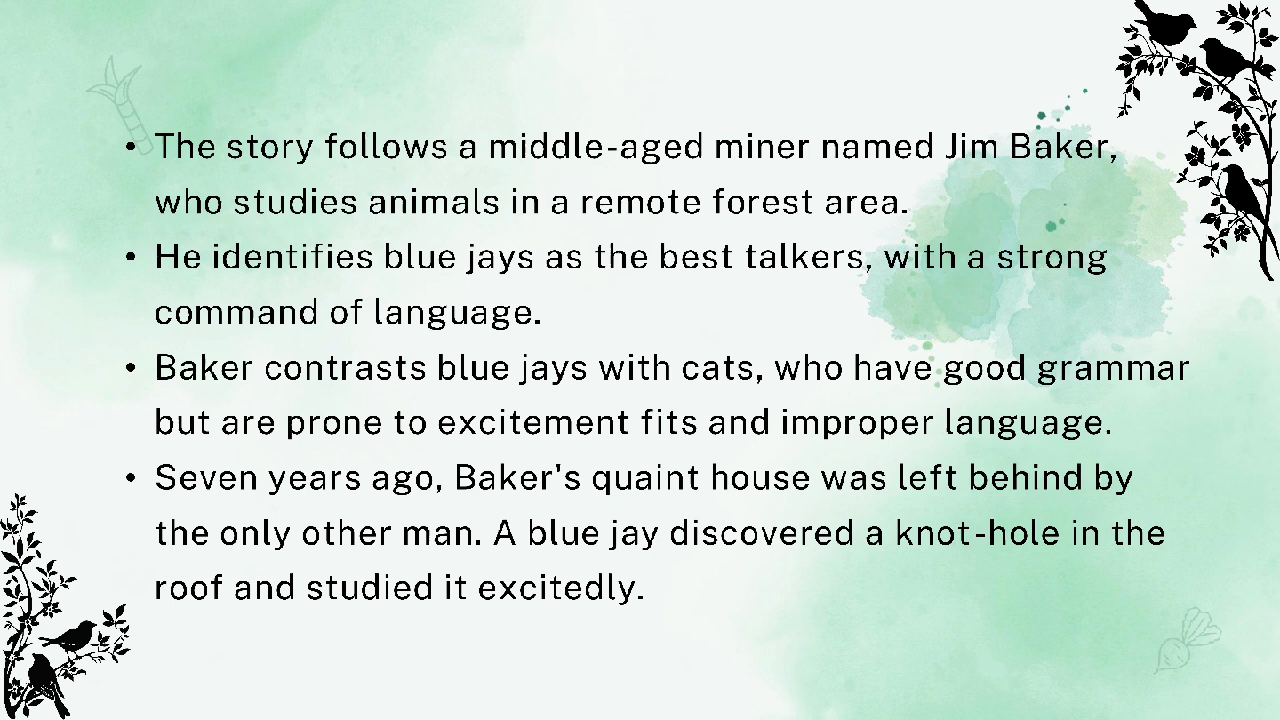 • The story follows a middle-aged miner named Jim Baker,
who studies animals in a remote forest area.
• He identifies blue jays as the best talkers, with a strong
command of language.
• Baker contrasts blue jays with cats, who have good grammar
but are prone to excitement fits and improper language.
• Seven years ago, Baker's quaint house was left behind by
the only other man. A blue jay discovered a knot-hole in the
roof and studied it excitedly.